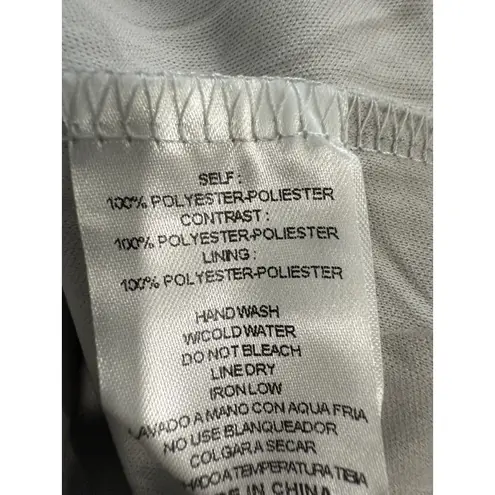 SELF :
100% POLYESTER-POLIESTER
CONTRAST :
100% POLYESTER-POLIESTER
LINING :
100% POLYESTER-POLIESTER
HAND WASH
W/COLD WATER
DO NOT BLEACH
LINE DRY
IRON LOW
LAVADO A MANO CON AQUA FRIA
NO USE BLANQUEADOR
COLGAR A SECAR
A TEMPERATURA TIBIA
IN CHINA